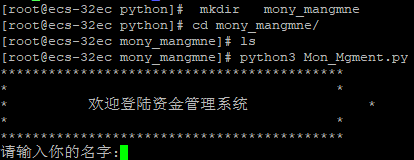 [root@ecs-32ec python]#  mkdir   mony_mangmne
[root@ecs-32ec python]# cd mony_mangmne/
[root@ecs-32ec mony_mangmne]# ls
[root@ecs-32ec mony_mangmne]# python3 Mon_Mgment.py
*******************************************
*                                         *
*          欢迎登陆资金管理系统               *
*                                         *
*******************************************
请输入你的名字: